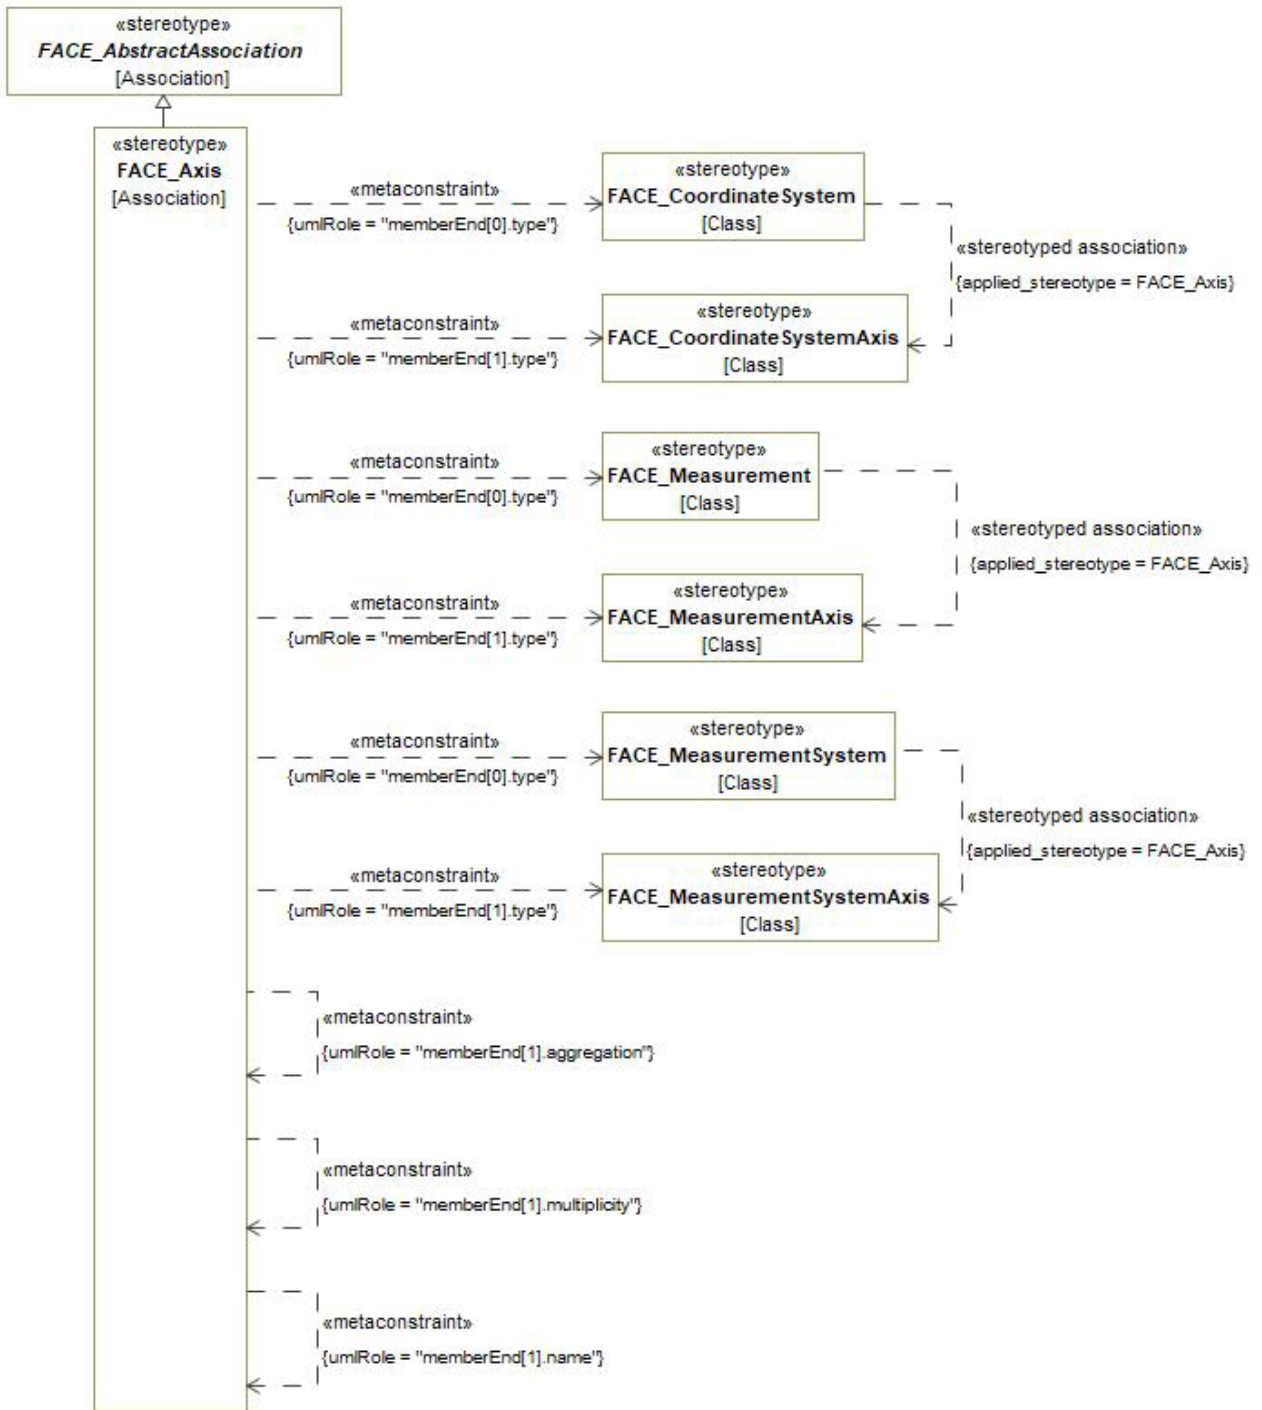 «stereotype»
FACE_AbstractAssociation
[Association]
«stereotype»
FACE_Axis
[Association]
«metaconstraint»
{umlRole = "memberEnd[0].type"}
«stereotype»
FACE_CoordinateSystem
[Class]
«stereotyped association»
{applied_stereotype = FACE_Axis}
«metaconstraint»
{umlRole = "memberEnd[1].type"}
«stereotype»
FACE_CoordinateSystemAxis
[Class]
«metaconstraint»
{umlRole = "memberEnd[0].type"}
«stereotype»
FACE_Measurement
[Class]
«stereotyped association»
{applied_stereotype = FACE_Axis}
«metaconstraint»
{umlRole = "memberEnd[1].type"}
«stereotype»
FACE_MeasurementAxis
[Class]
«metaconstraint»
{umlRole = "memberEnd[0].type"}
«stereotype»
FACE_MeasurementSystem
[Class]
«stereotyped association»
{applied_stereotype = FACE_Axis}
«metaconstraint»
{umlRole = "memberEnd[1].type"}
«stereotype»
FACE_MeasurementSystemAxis
[Class]
«metaconstraint»
{umlRole = "memberEnd[1].aggregation"}
«metaconstraint»
{umlRole = "memberEnd[1].multiplicity"}
«metaconstraint»
{umlRole = "memberEnd[1].name"}